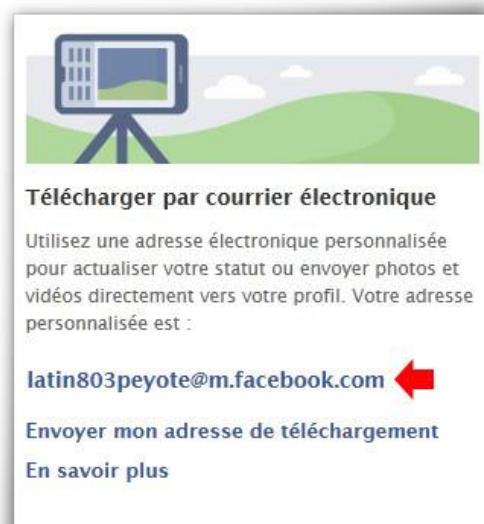 Télécharger par courrier électronique
Utilisez une adresse électronique personnalisée
pour actualiser votre statut ou envoyer photos et
vidéos directement vers votre profil. Votre adresse
personnalisée est :
latin803peyote@m.facebook.com
Envoyer mon adresse de téléchargement
En savoir plus